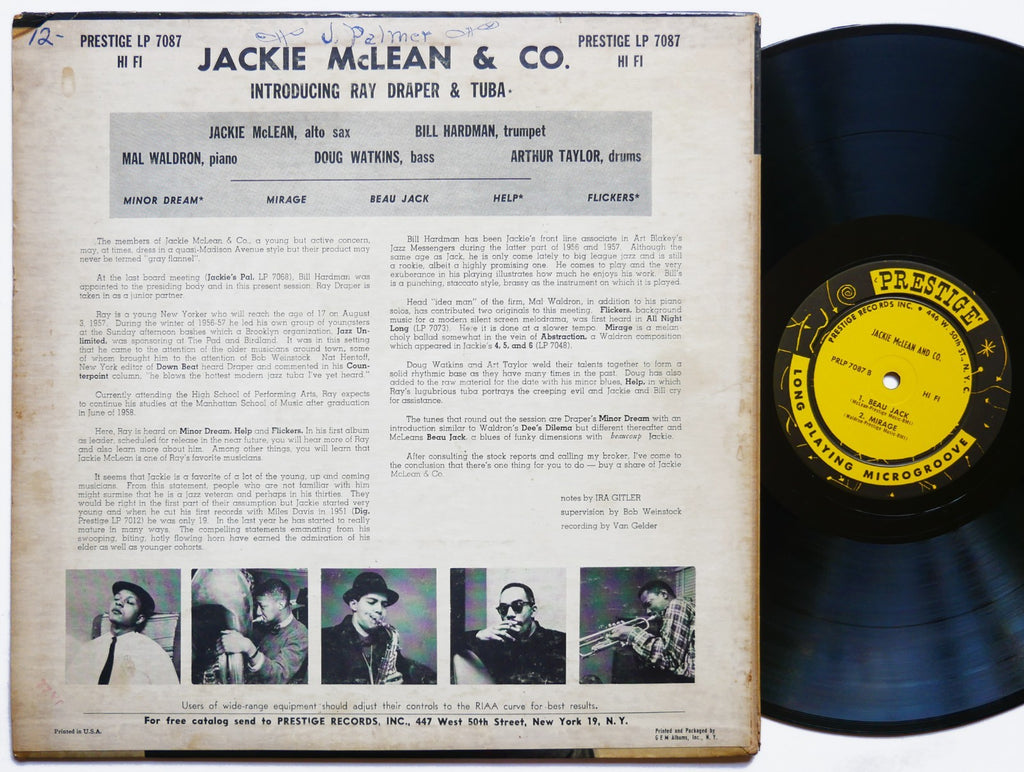 12-
J. Palmer
PRESTIGE LP 7087
HI FI
PRESTIGE LP 7087
HI FI
JACKIE McLEAN & CO.
INTRODUCING RAY DRAPER & TUBA*
JACKIE McLEAN, alto sax BILL HARDMAN, trumpet
MAL WALDRON, piano DOUG WATKINS, bass ARTHUR TAYLOR, drums
MINOR DREAM* MIRAGE BEAU JACK HELP* FLICKERS*
The members of Jackie McLean & Co., a young but active concern,
may, at times, dress in a quasi-Madison Avenue style but their product may
never be termed "gray flannel".
At the last board meeting (Jackie's Pal, LP 7068), Bill Hardman was
appointed to the presiding body and in this present session, Ray Draper is
taken in as a junior partner.
Ray is a young New Yorker who will reach the age of 17 on August
3, 1957. During the winter of 1956-57 he led his own group of youngsters
at the Sunday afternoon bashes which a Brooklyn organization, Jazz Un-
limited, was sponsoring at The Pad and Birdland. It was in this setting
that he came to the attention of the older musicians around town, some
of whom brought him to the attention of Bob Weinstock. Nat Hentoff,
New York editor of Down Beat heard Draper and commented in his Coun-
terpoint column, "he blows the hottest modern jazz tuba I've yet heard."
Currently attending the High School of Performing Arts, Ray expects
to continue his studies at the Manhattan School of Music after graduation
in June of 1958.
Here, Ray is heard on Minor Dream, Help and Flickers. In his first album
as leader, scheduled for release in the near future, you will hear more of Ray
and also learn more about him. Among other things, you will learn that
Jackie McLean is one of Ray's favorite musicians.
It seems that Jackie is a favorite of a lot of the young, up and coming
musicians. From this statement, people who are not familiar with him
might surmise that he is a jazz veteran and perhaps in his thirties. They
would be right in the first part of their assumption but Jackie started very
young and when he cut his first records with Miles Davis in 1951 (Dig,
Prestige LP 7012) he was only 19. In the last year he has started to really
mature in many ways. The compelling statements emanating from his
swooping, biting, hotly flowing horn have earned the admiration of his
elder as well as younger cohorts.
Bill Hardman has been Jackie's front line associate in Art Blakey's
Jazz Messengers during the latter part of 1956 and 1957. Although the
same age as Jack, he is only come lately to big league jazz and is still
a rookie, albeit a highly promising one. He comes to play and the very
exuberance in his playing illustrates how much he enjoys his work. Bill's
is a punching, staccato style, brassy as the instrument on which it is played.
Head "idea man" of the firm, Mal Waldron, in addition to his piano
solos, has contributed two originals to this meeting. Flickers, background
music for a modern silent screen melodrama, was first heard in All Night
Long (LP 7073). Here it is done at a slower tempo. Mirage is a melan-
choly ballad somewhat in the vein of Abstraction, a Waldron composition
which appeared in Jackie's 4, 5, and 6 (LP 7048).
Doug Watkins and Art Taylor weld their talents together to form a
solid rhythmic base as they have many times in the past. Doug has also
added to the raw material for the date with his minor blues, Help, in which
Ray's lugubrious tuba portrays the creeping evil and Jackie and Bill cry
for assistance.
The tunes that round out the session are Draper's Minor Dream with an
introduction similar to Waldron's Dee's Dilema but different thereafter and
McLeans Beau Jack, a blues of funky dimensions with beaucoup Jackie.
After consulting the stock reports and calling my broker, I've come to
the conclusion that there's one thing for you to do — buy a share of Jackie
McLean & Co.
notes by IRA GITLER
supervision by Bob Weinstock
recording by Van Gelder
Users of wide-range equipment should adjust their controls to the RIAA curve for best results.
For free catalog send to PRESTIGE RECORDS, INC., 447 West 50th Street, New York 19, N. Y.
Printed in U.S.A.
Printed and Packaged by
G E M Albums, Inc., N. Y.
PRESTIGE
PRESTIGE RECORDS INC. • 446 W. 50th ST., N. Y. C.
JACKIE McLEAN AND CO.
PRLP 7087 B
HI FI
1. BEAU JACK
(McLean-Prestige Music-BMI)
2. MIRAGE
(Waldron-Prestige Music-BMI)
LONG PLAYING MICROGROOVE